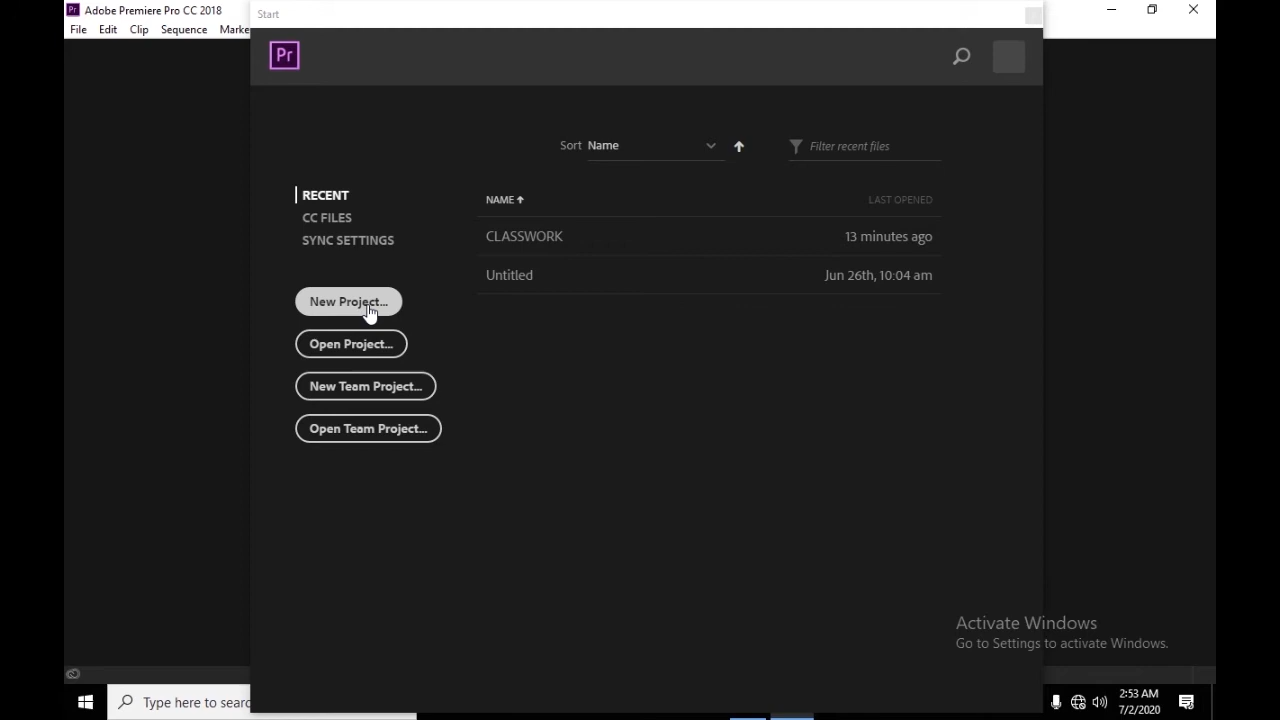 Adobe Premiere Pro CC 2018
Start
File Edit Clip Sequence Marke
Pr
Sort Name
Filter recent files
RECENT
CC FILES
SYNC SETTINGS
NAME LAST OPENED
CLASSWORK 13 minutes ago
Untitled Jun 26th, 10:04 am
New Project...
Open Project...
New Team Project...
Open Team Project...
Activate Windows
Go to Settings to activate Windows.
Type here to searc
2:53 AM
7/2/2020